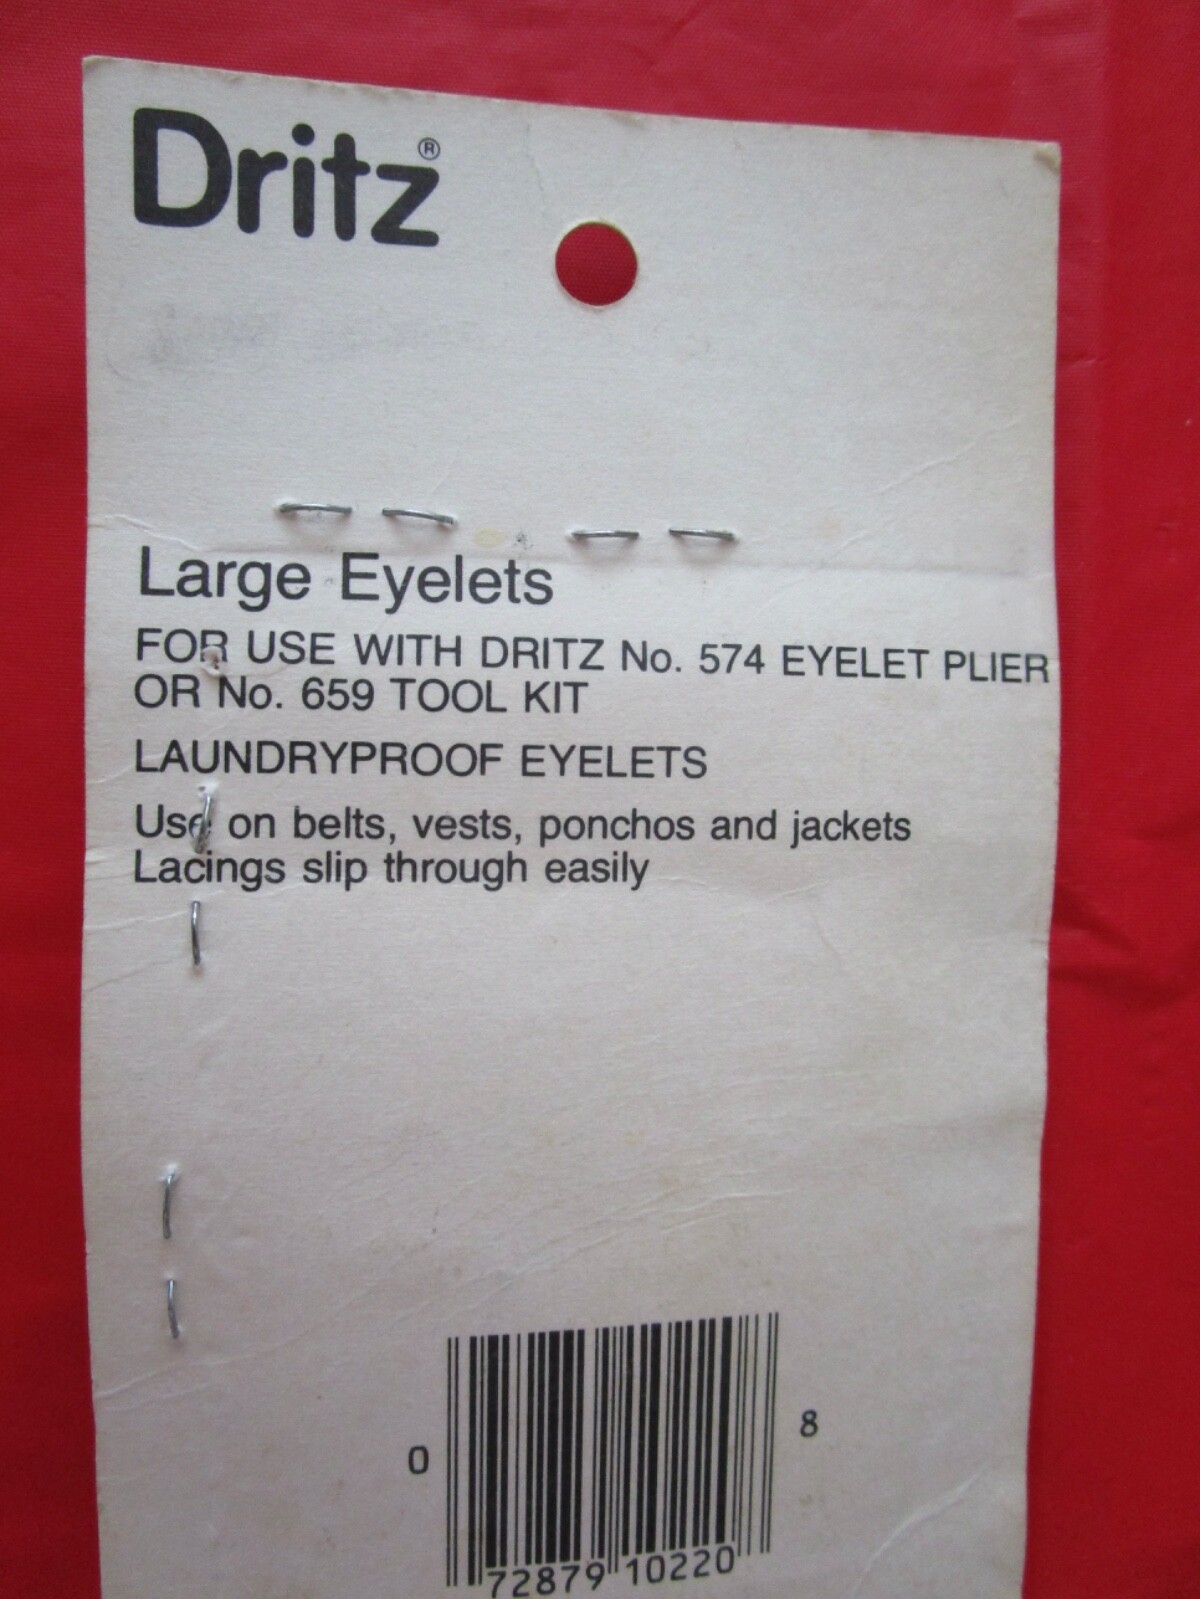 Dritz®
Large Eyelets
FOR USE WITH DRITZ No. 574 EYELET PLIER
OR No. 659 TOOL KIT
LAUNDRYPROOF EYELETS
Use on belts, vests, ponchos and jackets
Lacings slip through easily
0 72879 10220 8